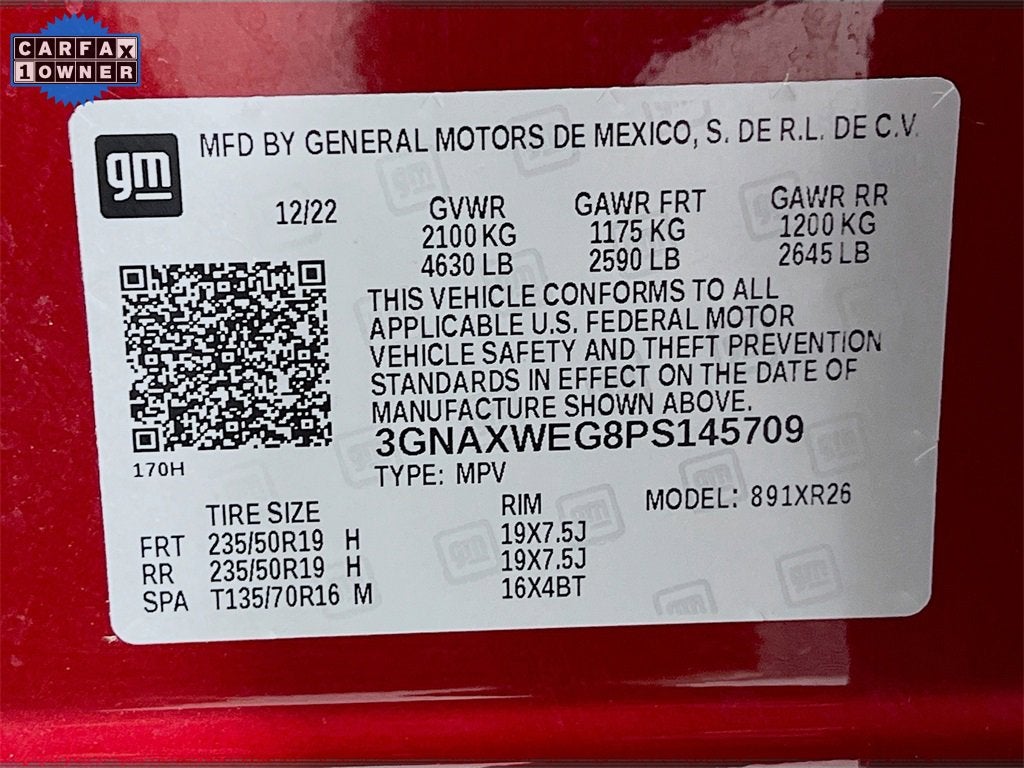 CARFAX
1 OWNER
gm
MFD BY GENERAL MOTORS DE MEXICO, S. DE R.L. DE C.V.
12/22 GVWR GAWR FRT GAWR RR
2100 KG 1175 KG 1200 KG
4630 LB 2590 LB 2645 LB
THIS VEHICLE CONFORMS TO ALL
APPLICABLE U.S. FEDERAL MOTOR
VEHICLE SAFETY AND THEFT PREVENTION
STANDARDS IN EFFECT ON THE DATE OF
MANUFACTURE SHOWN ABOVE.
3GNAXWEG8PS145709
170H
TYPE: MPV
TIRE SIZE RIM MODEL: 891XR26
FRT 235/50R19 H 19X7.5J
RR 235/50R19 H 19X7.5J
SPA T135/70R16 M 16X4BT